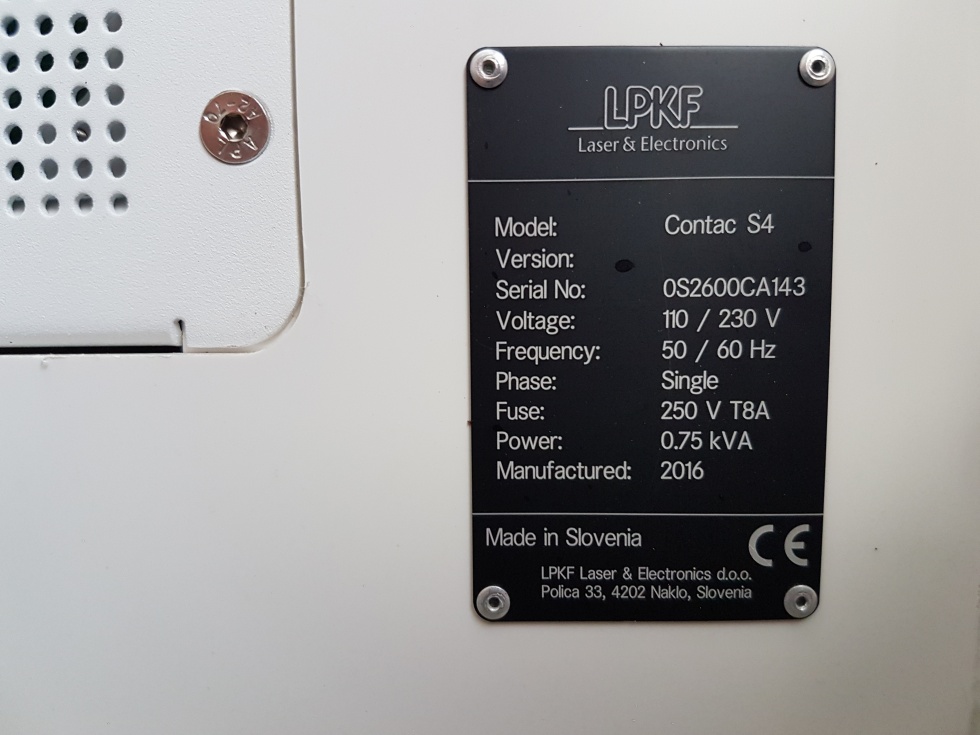 A2-70
LPKF
Laser & Electronics
Model: Contac S4
Version:
Serial No: 0S2600CA143
Voltage: 110 / 230 V
Frequency: 50 / 60 Hz
Phase: Single
Fuse: 250 V T8A
Power: 0.75 kVA
Manufactured: 2016
Made in Slovenia
CE
LPKF Laser & Electronics d.o.o.
Polica 33, 4202 Naklo, Slovenia